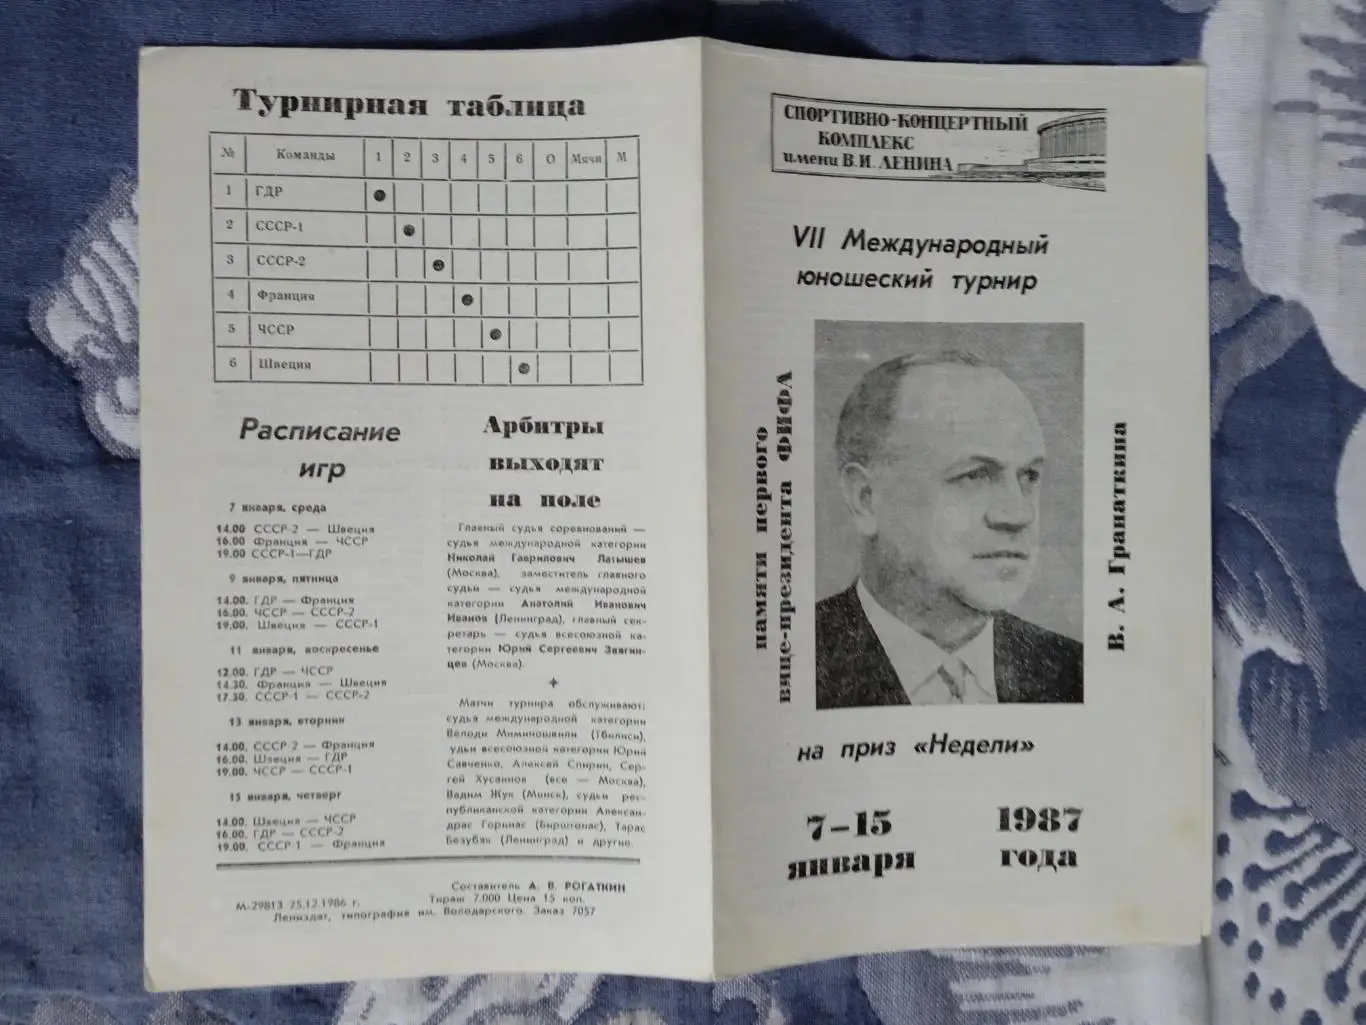 Турнирная таблица
№ Команды 1 2 3 4 5 6 О Мячи М
1 ГДР
2 СССР-1
3 СССР-2
4 Франция
5 ЧССР
6 Швеция
Расписание
игр
7 января, среда
14.00 СССР-2 — Швеция
16.00 Франция — ЧССР
19.00 СССР-1—ГДР
9 января, пятница
14.00. ГДР — Франция
16.00. ЧССР — СССР-2
19.00. Швеция — СССР-1
11 января, воскресенье
12.00. ГДР — ЧССР
14.30. Франция — Швеция
17.30. СССР-1 — СССР-2
13 января, вторник
14.00. СССР-2 — Франция
16.00. Швеция — ГДР
19.00. ЧССР — СССР-1
15 января, четверг
14.00. Швеция — ЧССР
16.00. ГДР — СССР-2
19.00. СССР-1 — Франция
Арбитры
выходят
на поле
Главный судья соревнований —
судья международной категории
Николай Гаврилович Латышев
(Москва), заместитель главного
судьи — судья международной
категории Анатолий Иванович
Иванов (Ленинград), главный сек-
ретарь — судья всесоюзной ка-
тегории Юрий Сергеевич Звягин-
цев (Москва).
Матчи турнира обслуживают:
судья международной категории
Велоди Миминошвили (Тбилиси),
удьи всесоюзной категории Юрий
Савченко, Алексей Спирин, Сер-
гей Хусаинов (все — Москва),
Вадим Жук (Минск), судьи рес-
публиканской категории Алексан-
драс Горинас (Бирштонас), Тарас
Безубяк (Ленинград) и другие.
Составитель А. В. РОГАТКИН
М-29813 25.12.1986 г. Тираж 7.000 Цена 15 коп.
Лениздат, типография им. Володарского. Заказ 7057
СПОРТИВНО-КОНЦЕРТНЫЙ
КОМПЛЕКС
имени В.И. ЛЕНИНА
VII Международный
юношеский турнир
памяти первого
вице-президента ФИФА
В. А. Гранаткина
на приз «Недели»
7–15 1987
января года